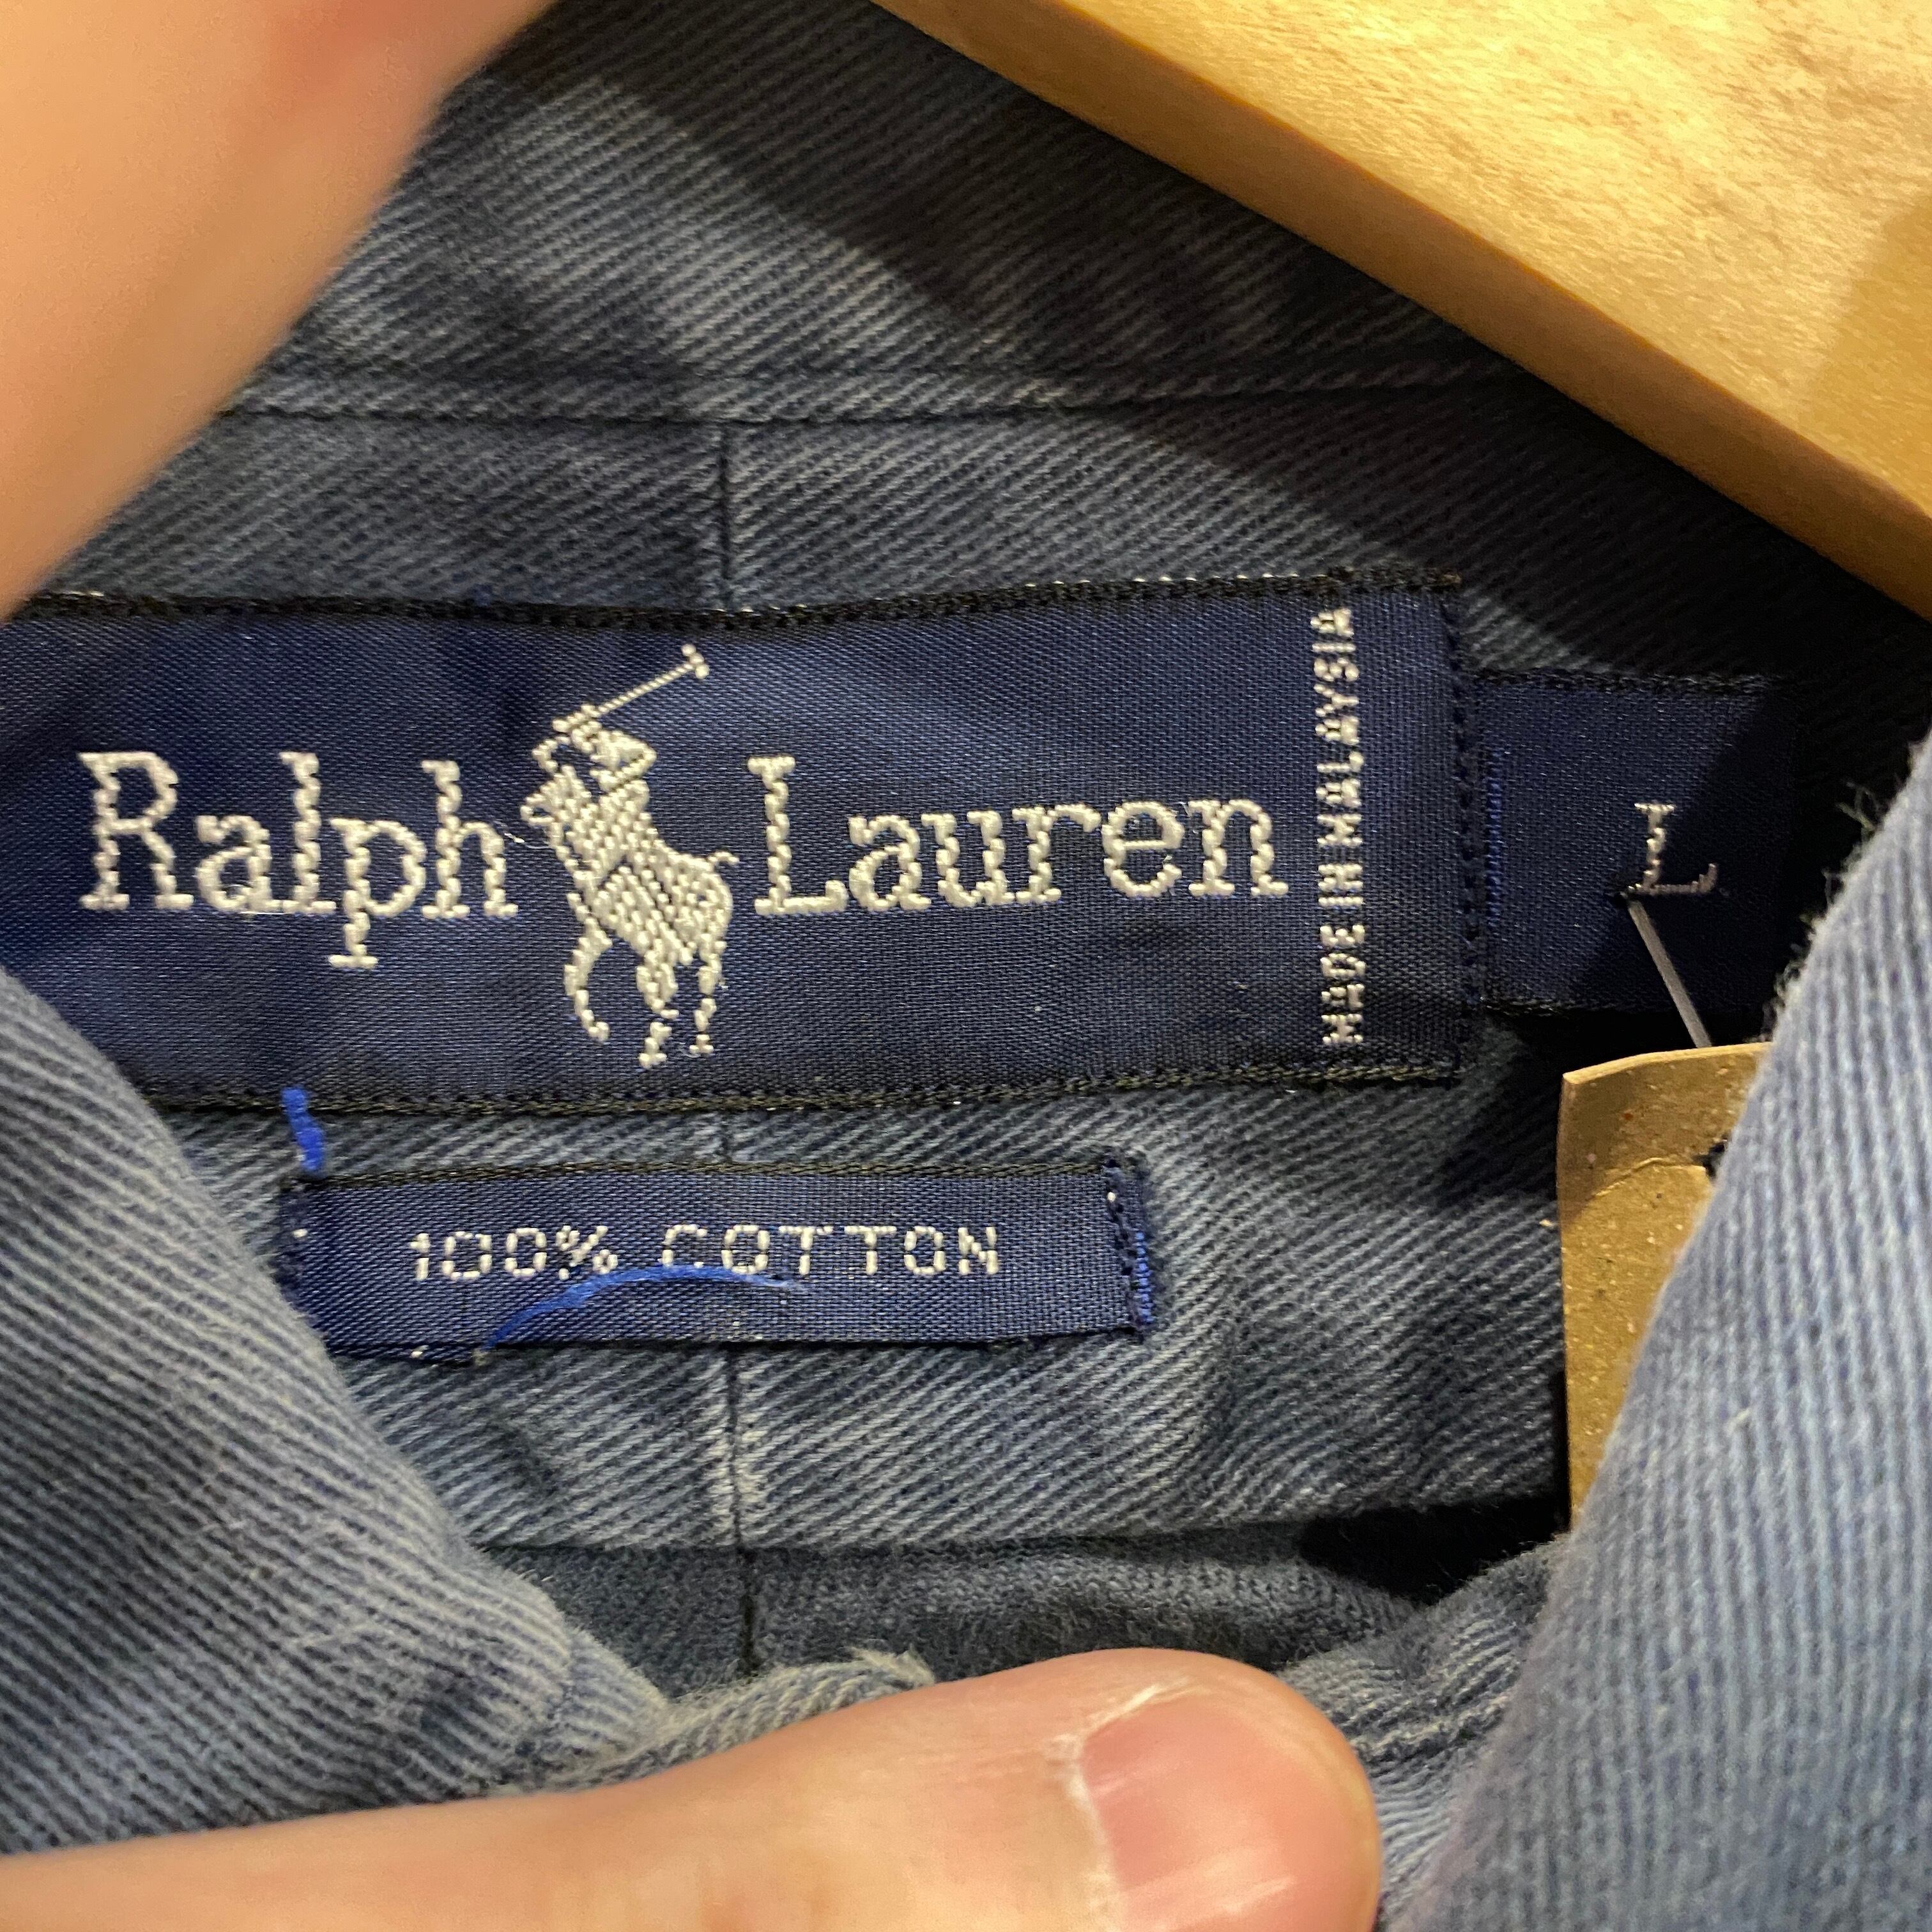 Ralph Lauren
MADE IN MALAYSIA
L
100% COTTON